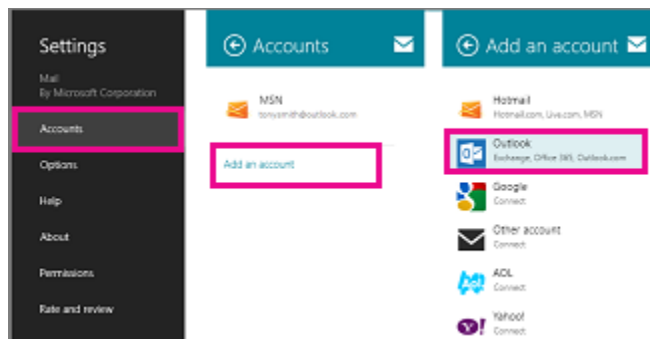 Settings
Mail
By Microsoft Corporation
Accounts
Options
Help
About
Permissions
Rate and review
Accounts
MSN
tonysmith@outlook.com
Add an account
Add an account
Hotmail
Hotmail.com, Live.com, MSN
Outlook
Exchange, Office 365, Outlook.com
Google
Connect
Other account
Connect
AOL
Connect
Yahoo!
Connect